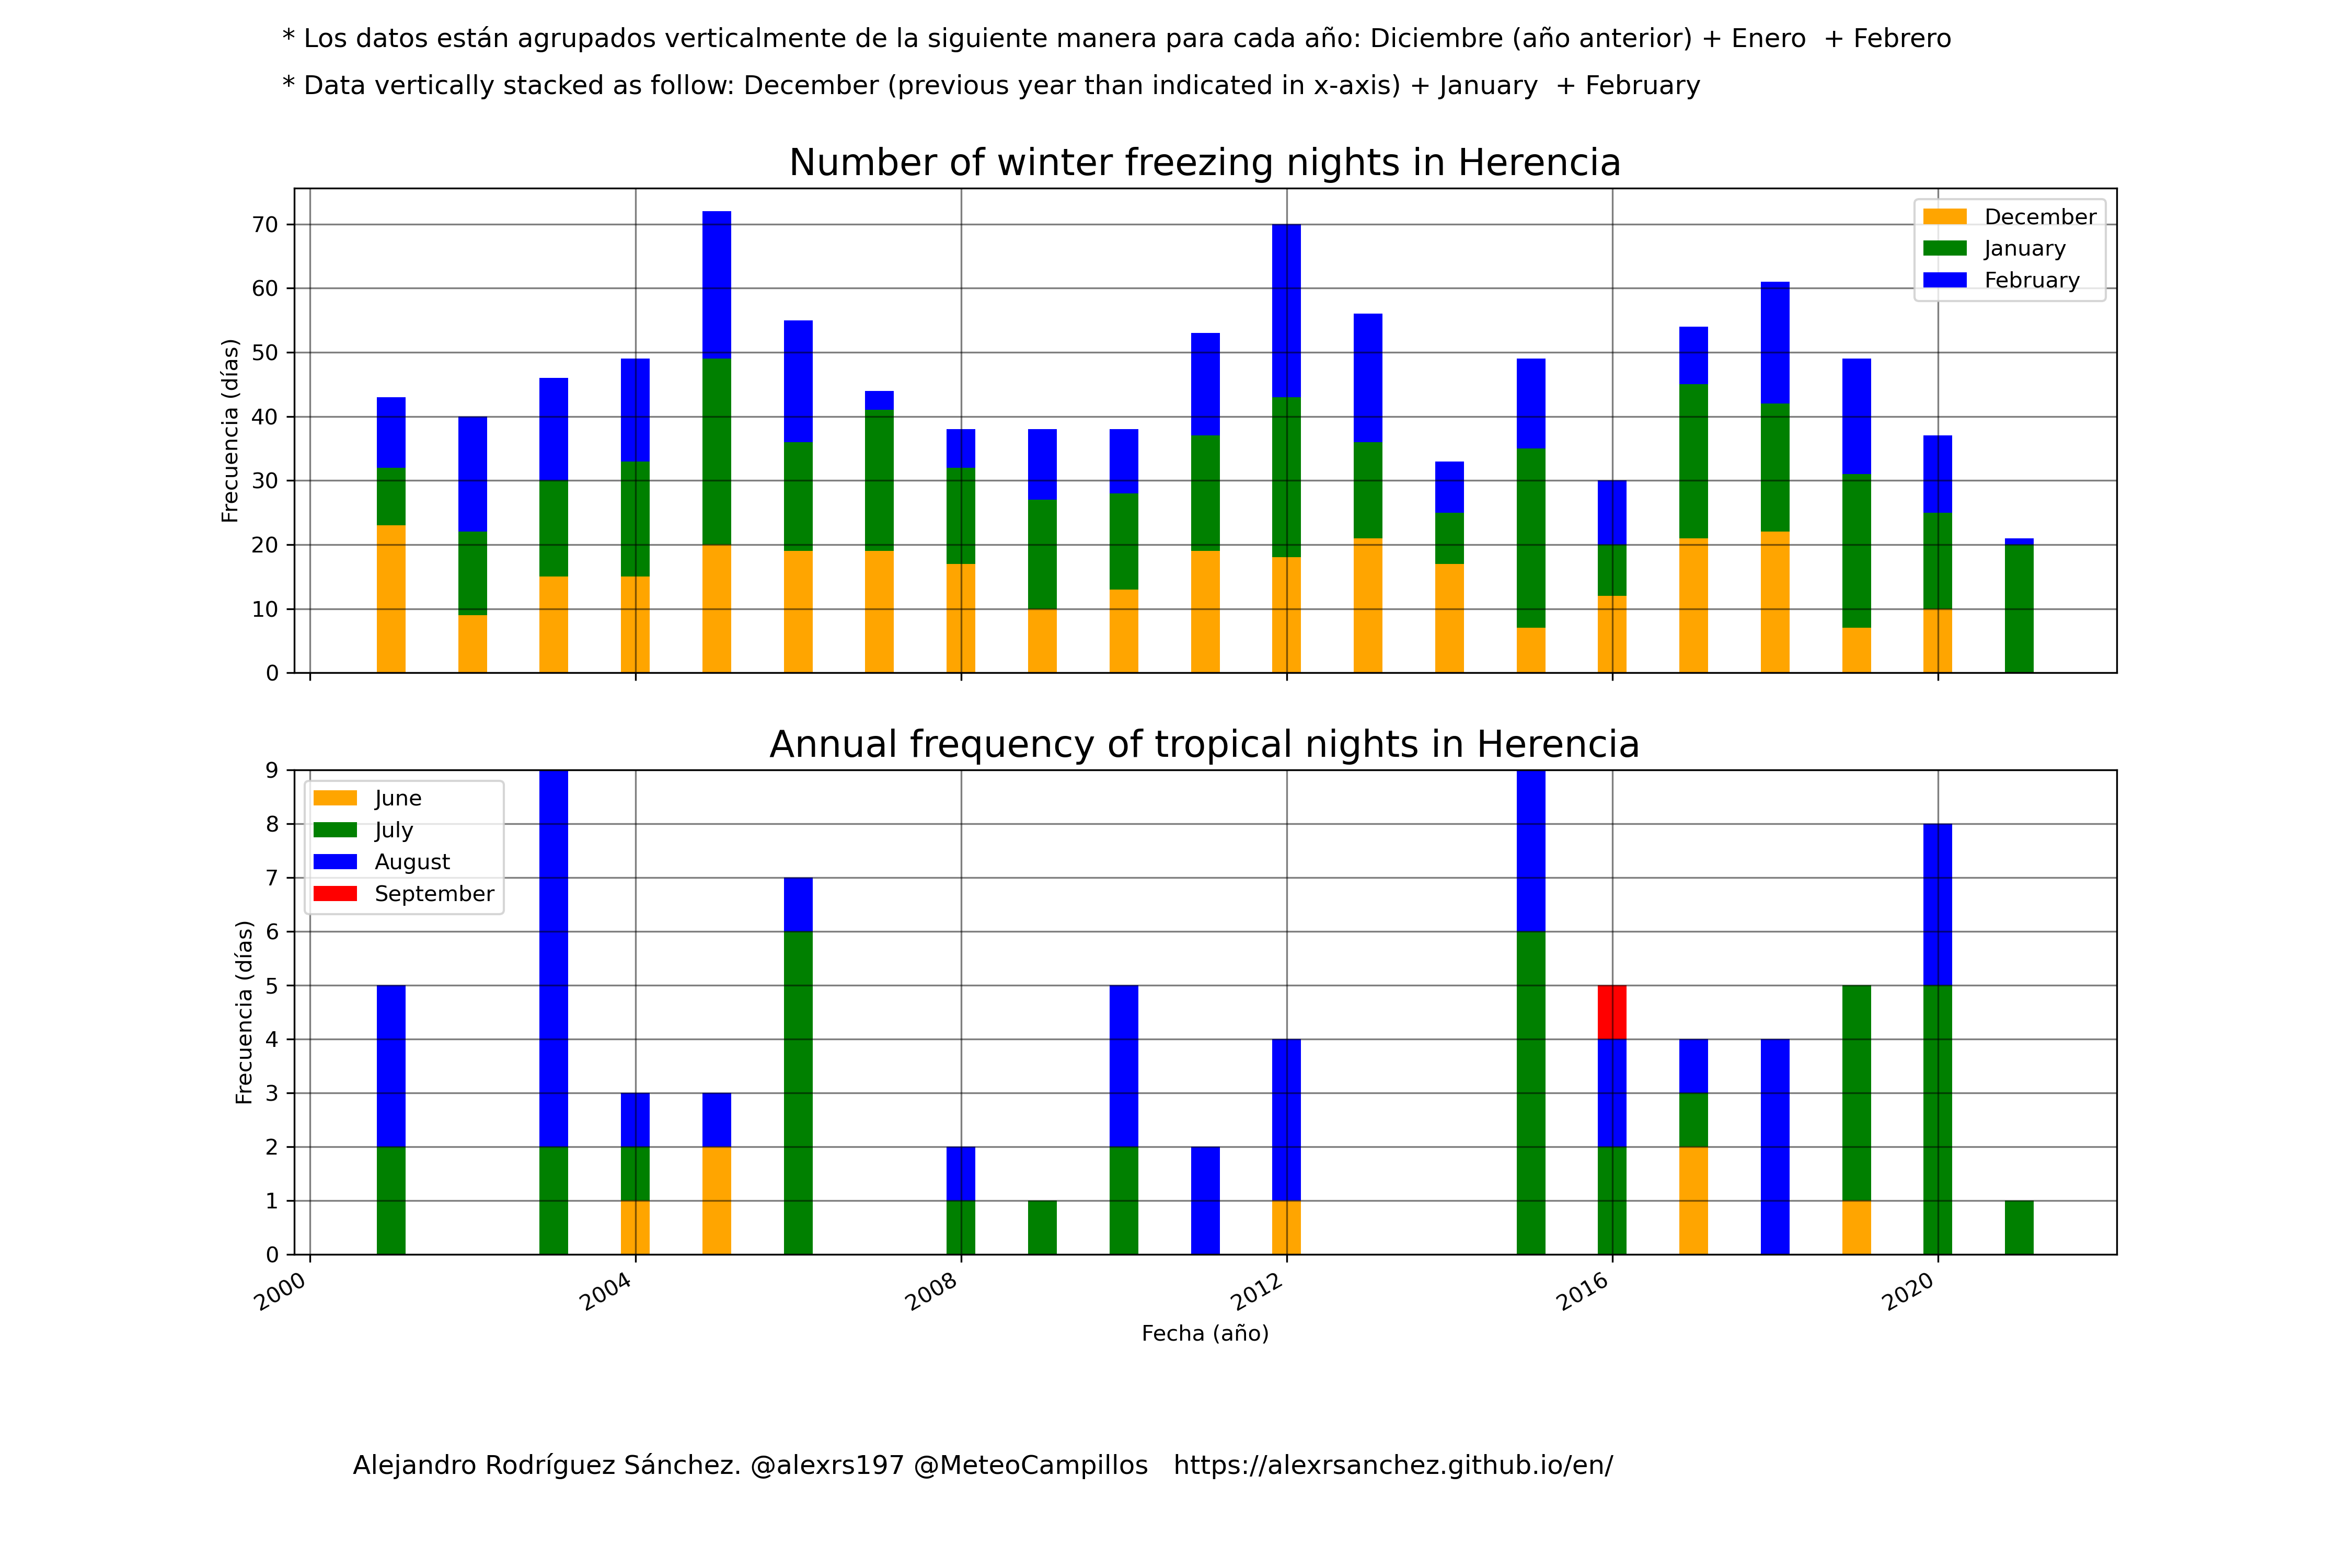 * Los datos están agrupados verticalmente de la siguiente manera para cada año: Diciembre (año anterior) + Enero  + Febrero
* Data vertically stacked as follow: December (previous year than indicated in x-axis) + January  + February
Number of winter freezing nights in Herencia
70
60
50
40
30
20
10
0
Frecuencia (días)
December
January
February
Annual frequency of tropical nights in Herencia
9
8
7
6
5
4
3
2
1
0
Frecuencia (días)
June
July
August
September
2000
2004
2008
2012
2016
2020
Fecha (año)
Alejandro Rodríguez Sánchez. @alexrs197 @MeteoCampillos   https://alexrsanchez.github.io/en/